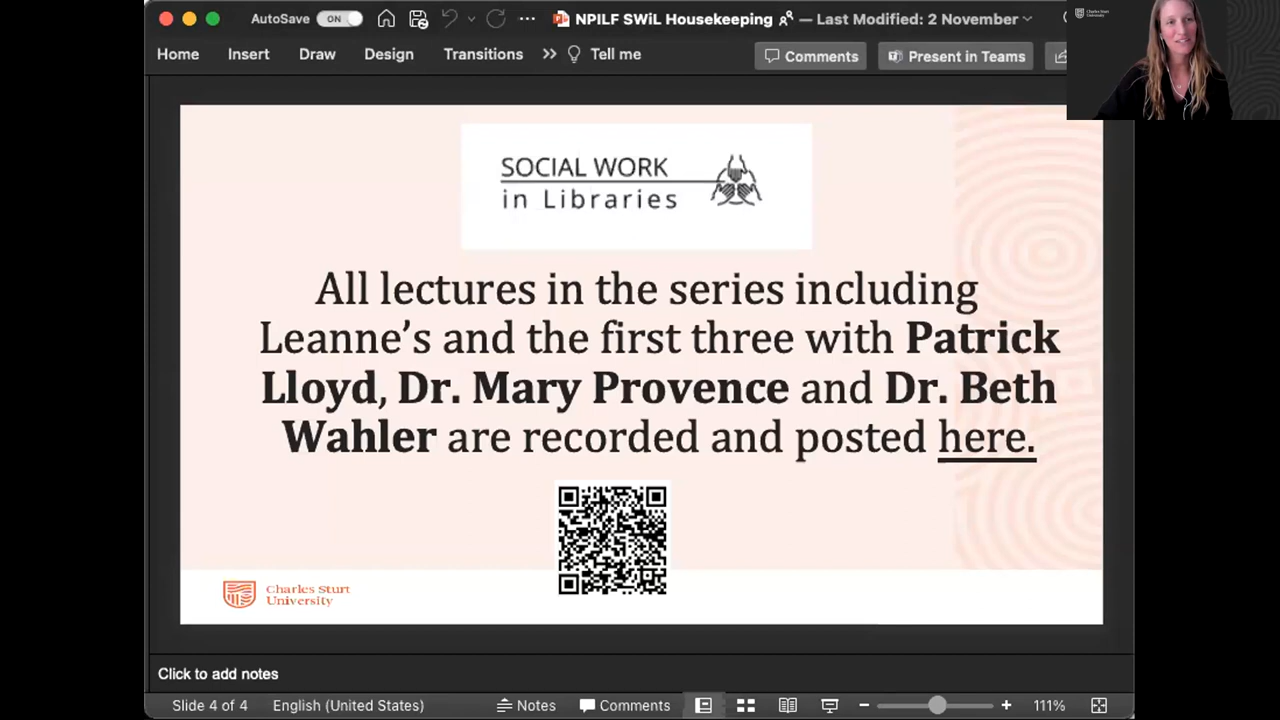 AutoSave ON ... NPILF SWiL Housekeeping — Last Modified: 2 November
Charles Sturt University
Home Insert Draw Design Transitions >> Tell me Comments Present in Teams
SOCIAL WORK
in Libraries
All lectures in the series including
Leanne’s and the first three with Patrick
Lloyd, Dr. Mary Provence and Dr. Beth
Wahler are recorded and posted here.
Charles Sturt
University
Click to add notes
Slide 4 of 4 English (United States) Notes Comments 111%